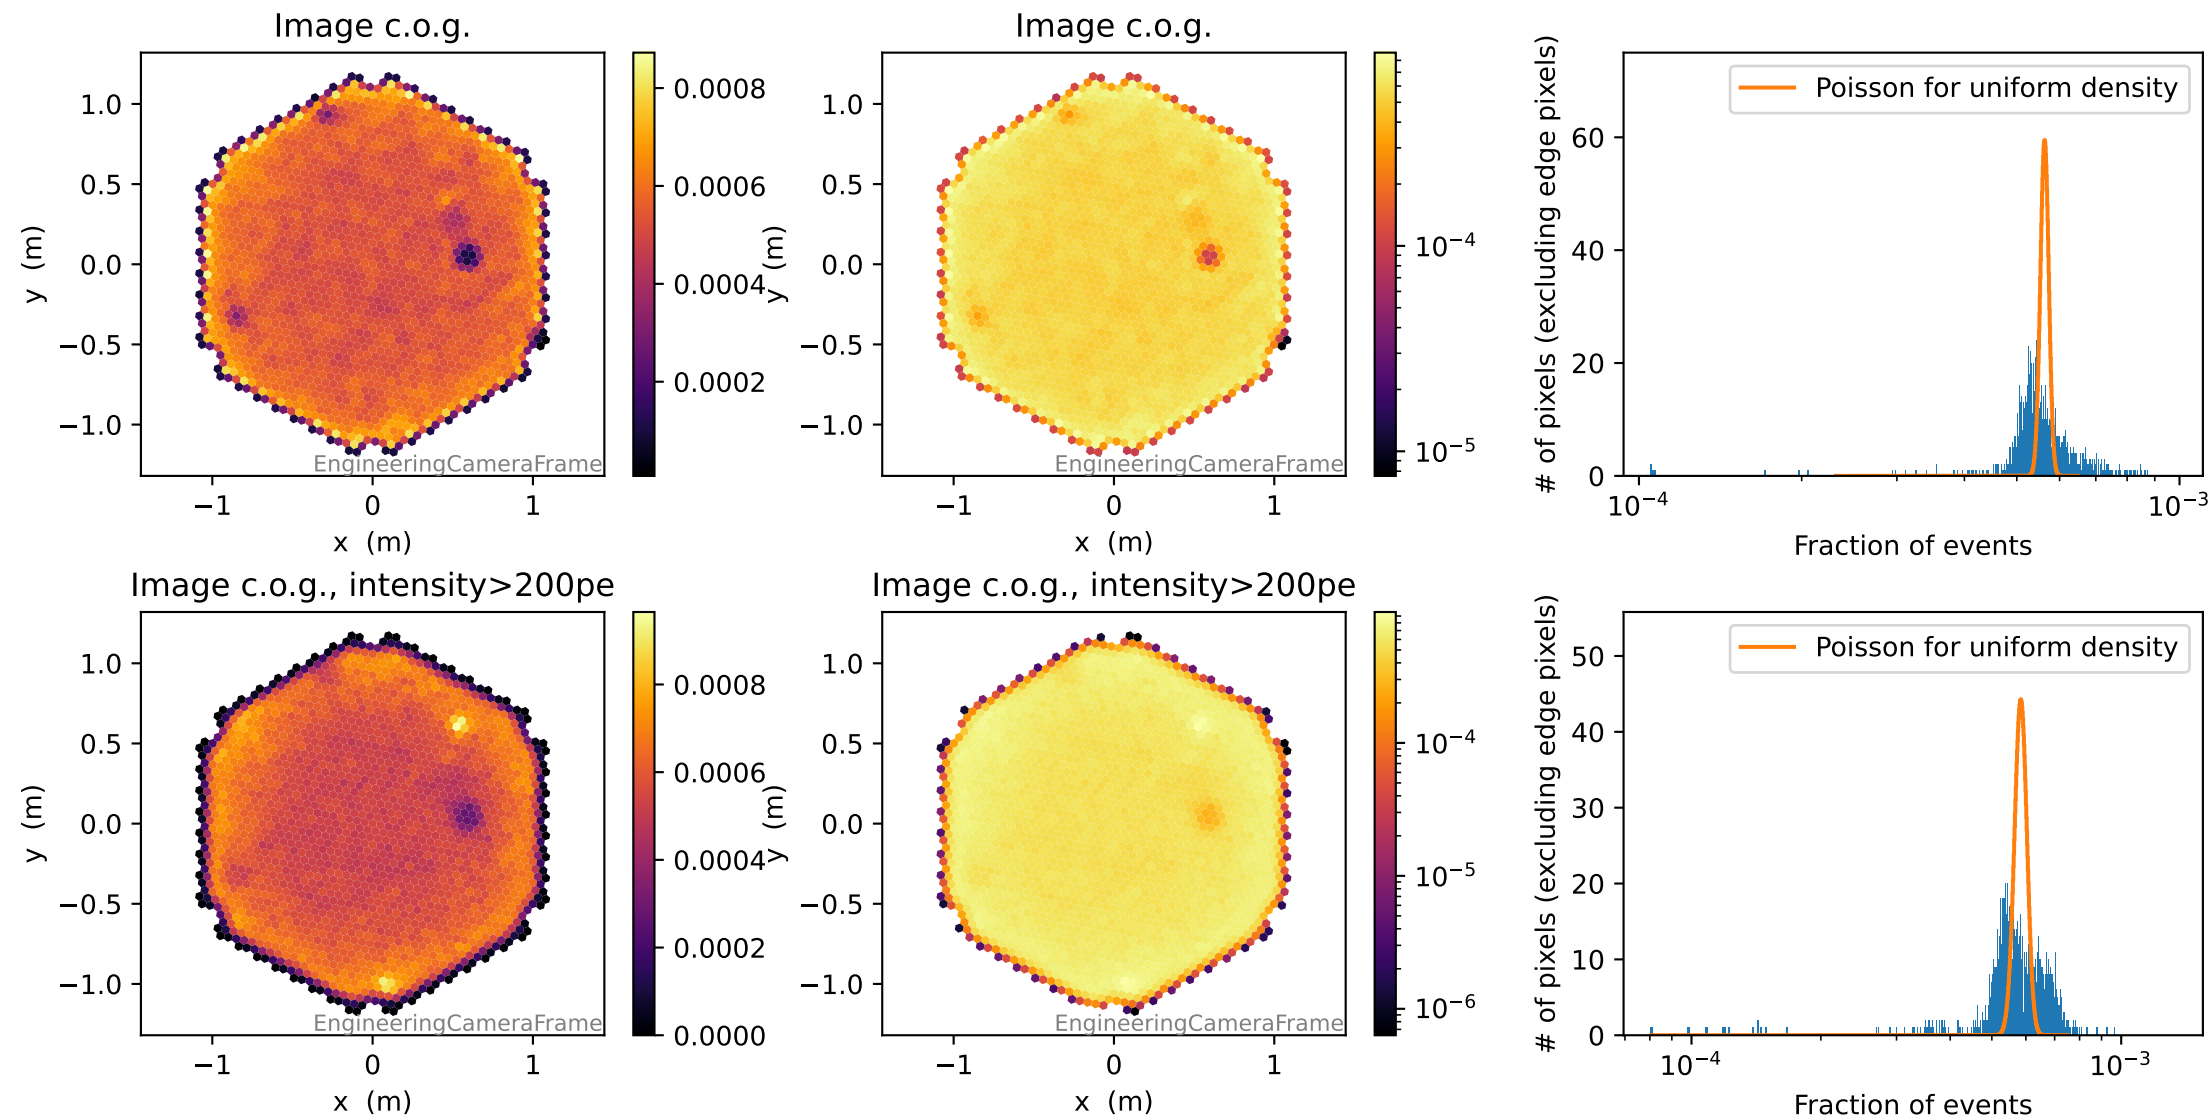 Image c.o.g.
y (m)
1.0
0.5
0.0
−0.5
−1.0
EngineeringCameraFrame
−1 0 1
x (m)
0.0008
0.0006
0.0004
0.0002
Image c.o.g.
y (m)
1.0
0.5
0.0
−0.5
−1.0
EngineeringCameraFrame
−1 0 1
x (m)
10⁻⁴
10⁻⁵
# of pixels (excluding edge pixels)
60
40
20
0
Poisson for uniform density
10⁻⁴ 10⁻³
Fraction of events
Image c.o.g., intensity>200pe
y (m)
1.0
0.5
0.0
−0.5
−1.0
EngineeringCameraFrame
−1 0 1
x (m)
0.0008
0.0006
0.0004
0.0002
0.0000
Image c.o.g., intensity>200pe
y (m)
1.0
0.5
0.0
−0.5
−1.0
EngineeringCameraFrame
−1 0 1
x (m)
10⁻⁴
10⁻⁵
10⁻⁶
# of pixels (excluding edge pixels)
50
40
30
20
10
0
Poisson for uniform density
10⁻⁴ 10⁻³
Fraction of events